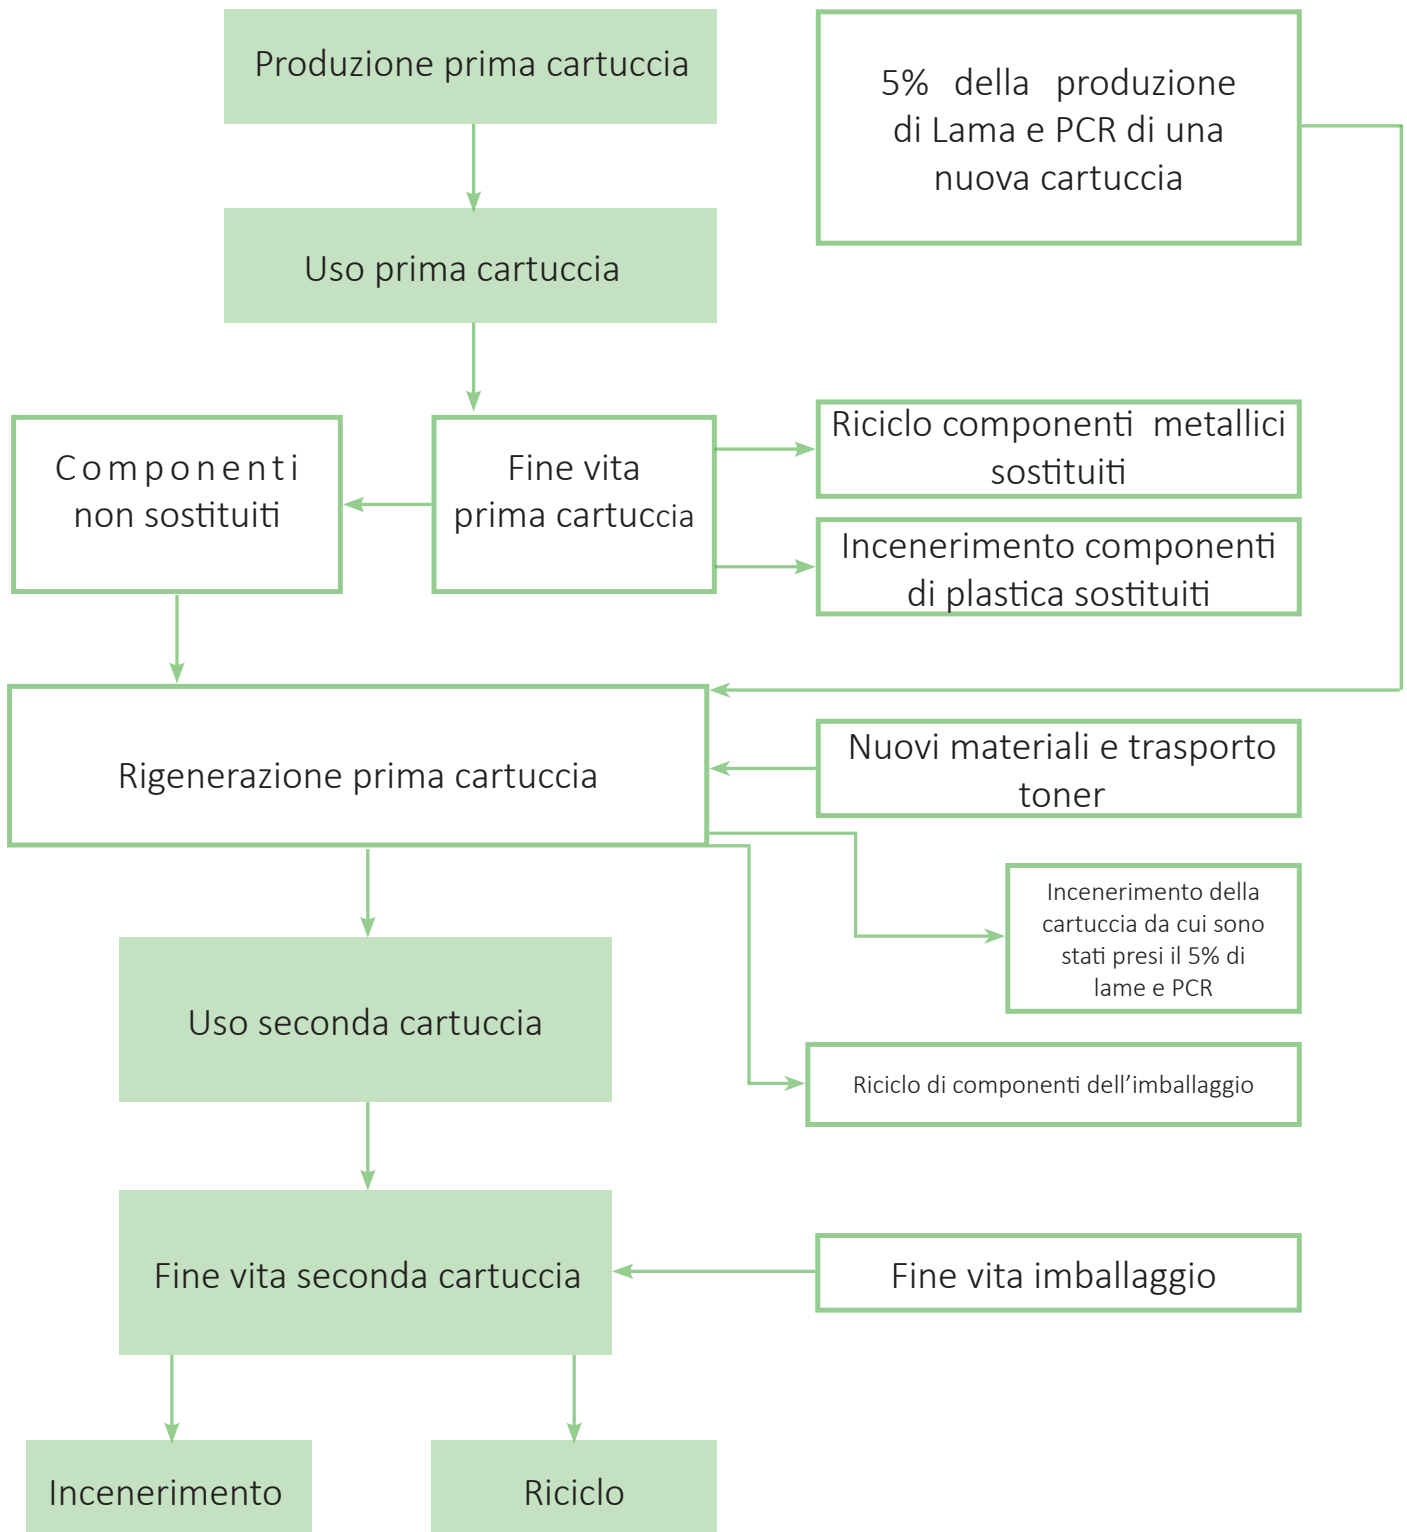 Produzione prima cartuccia
5% della produzione
di Lama e PCR di una
nuova cartuccia
Uso prima cartuccia
Componenti
non sostituiti
Fine vita
prima cartuccia
Riciclo componenti metallici
sostituiti
Incenerimento componenti
di plastica sostituiti
Rigenerazione prima cartuccia
Nuovi materiali e trasporto
toner
Incenerimento della
cartuccia da cui sono
stati presi il 5% di
lame e PCR
Uso seconda cartuccia
Riciclo di componenti dell’imballaggio
Fine vita seconda cartuccia
Fine vita imballaggio
Incenerimento
Riciclo